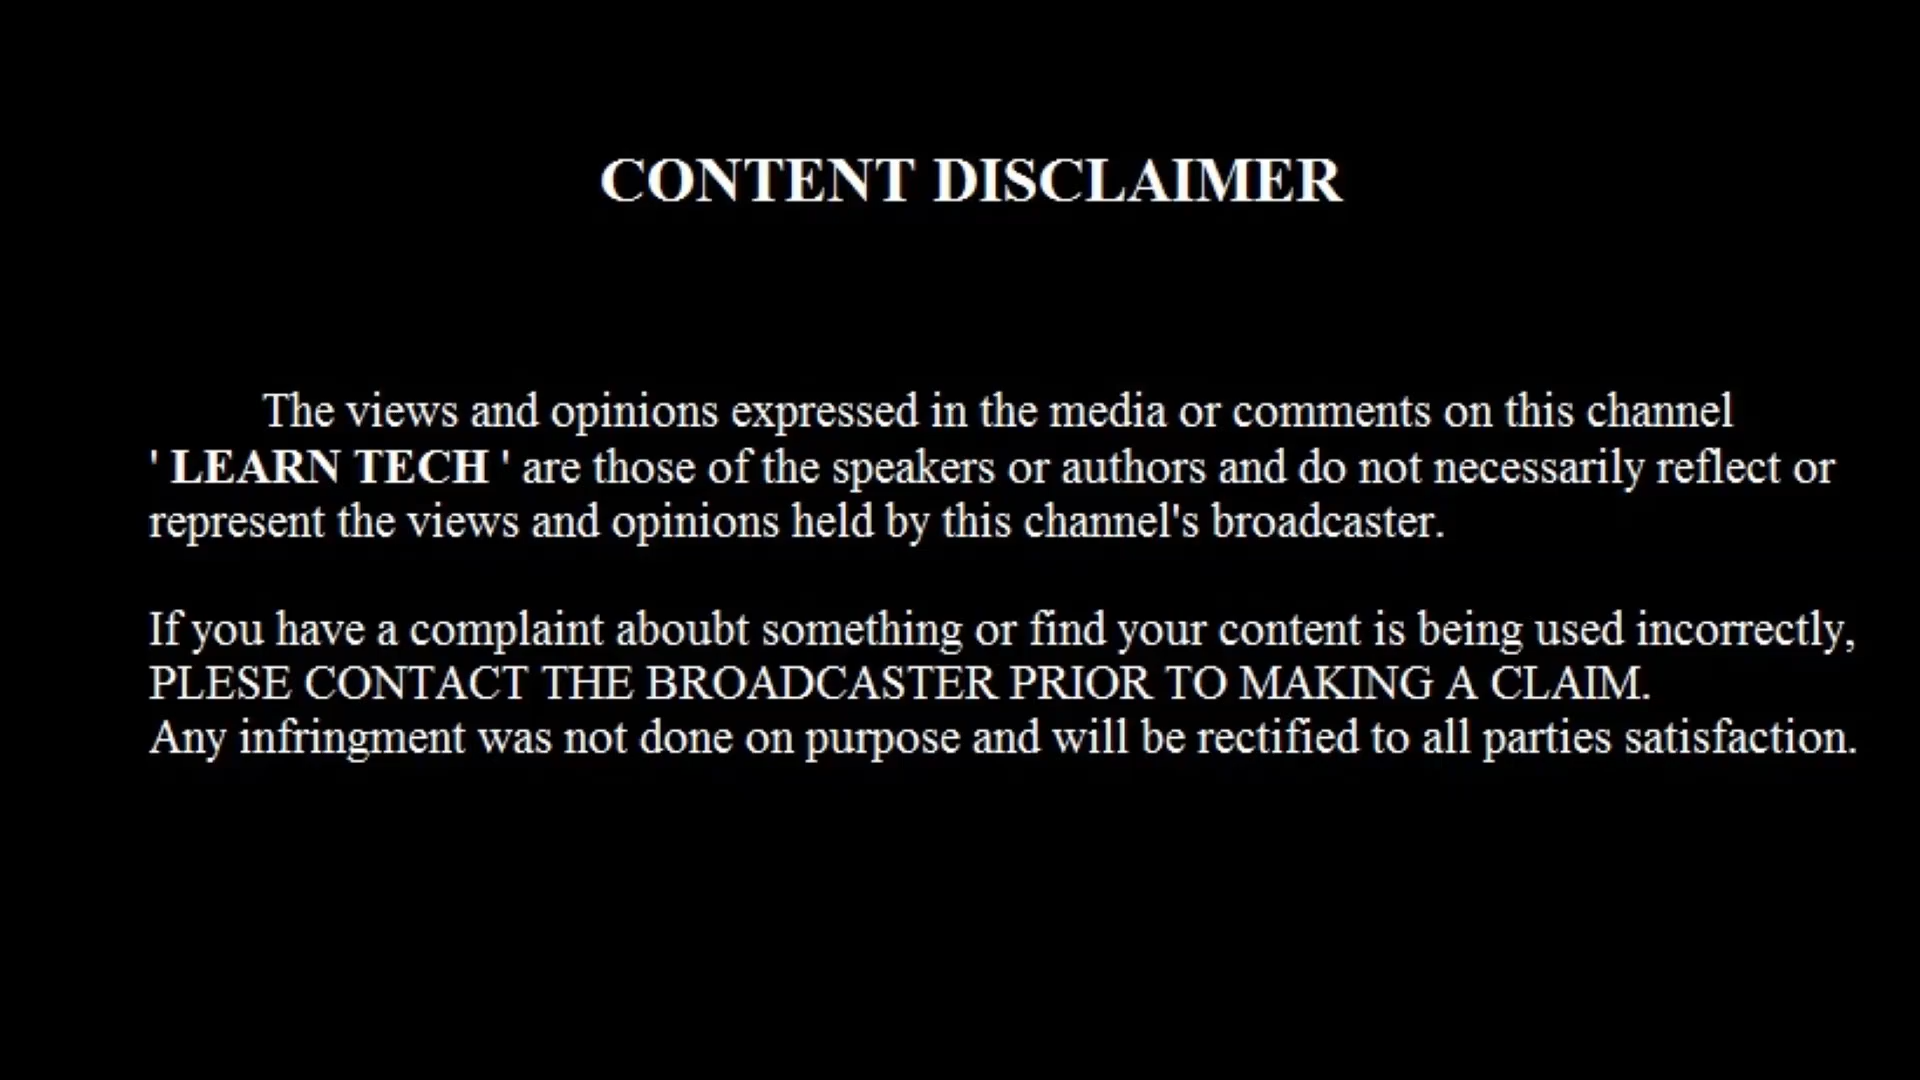 CONTENT DISCLAIMER
The views and opinions expressed in the media or comments on this channel
' LEARN TECH ' are those of the speakers or authors and do not necessarily reflect or
represent the views and opinions held by this channel's broadcaster.
If you have a complaint aboubt something or find your content is being used incorrectly,
PLESE CONTACT THE BROADCASTER PRIOR TO MAKING A CLAIM.
Any infringment was not done on purpose and will be rectified to all parties satisfaction.